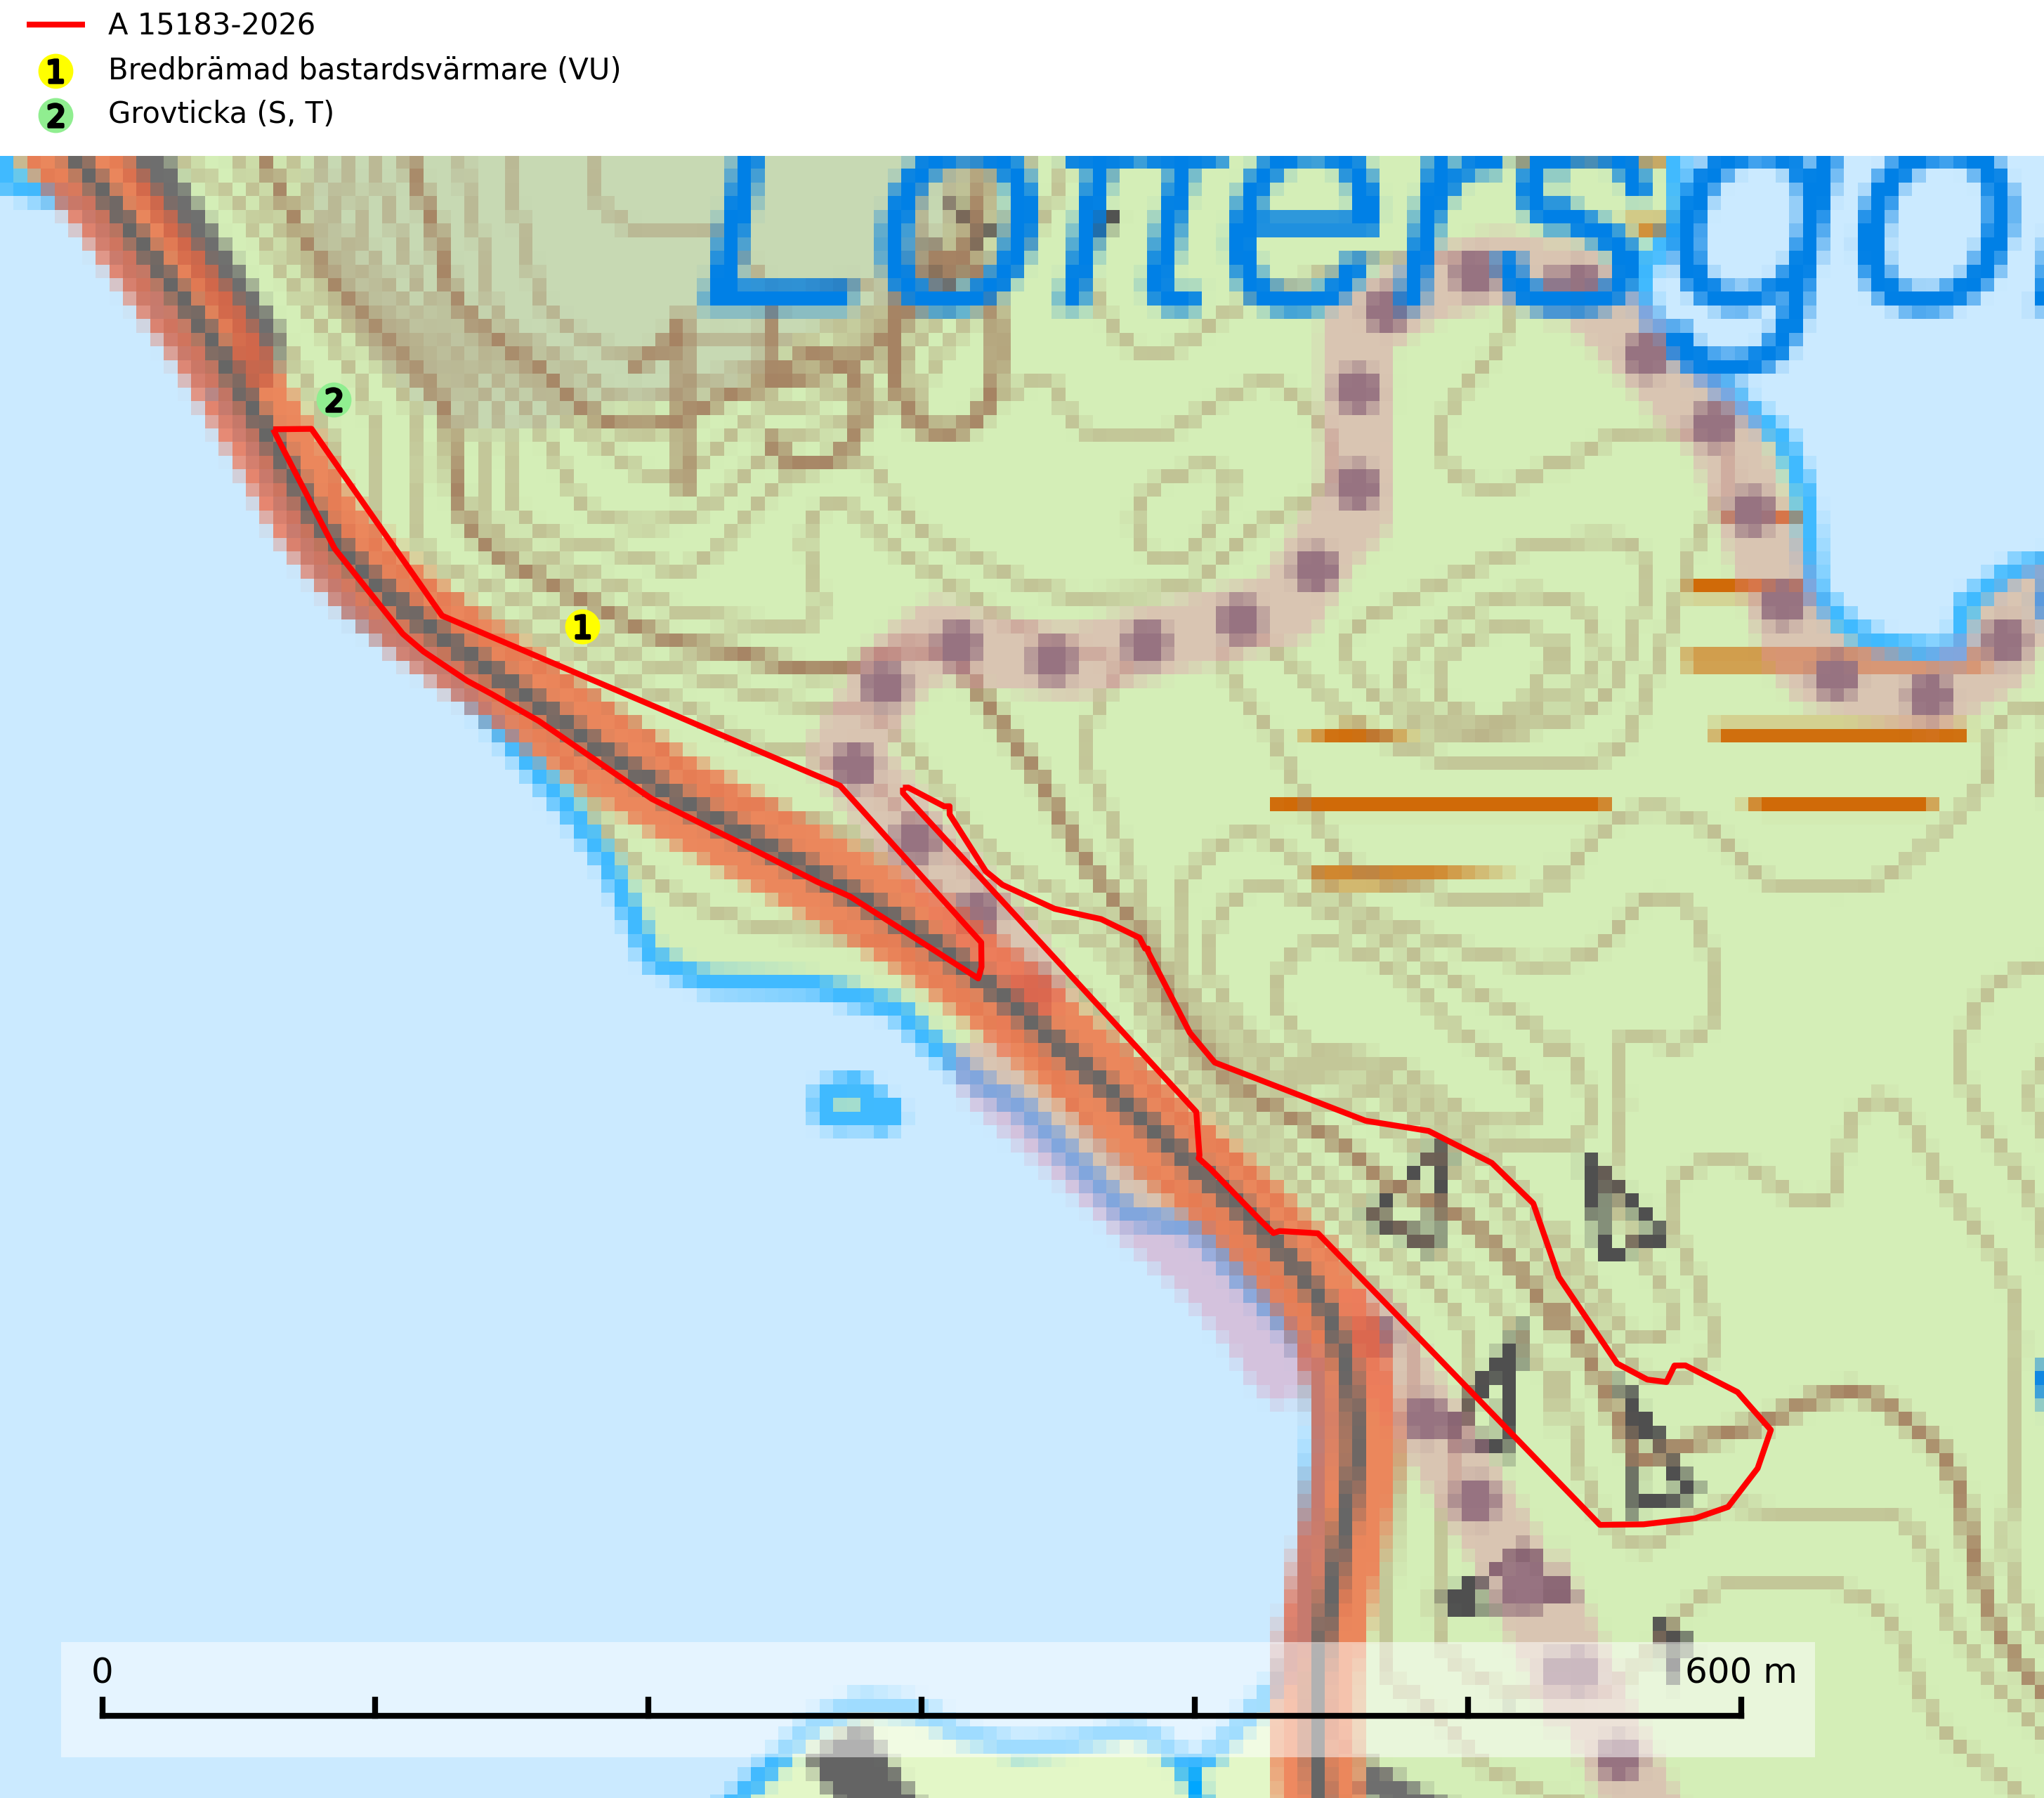 A 15183-2026
1 Bredbrämad bastardsvärmare (VU)
2 Grovticka (S, T)
2
1
0 600 m